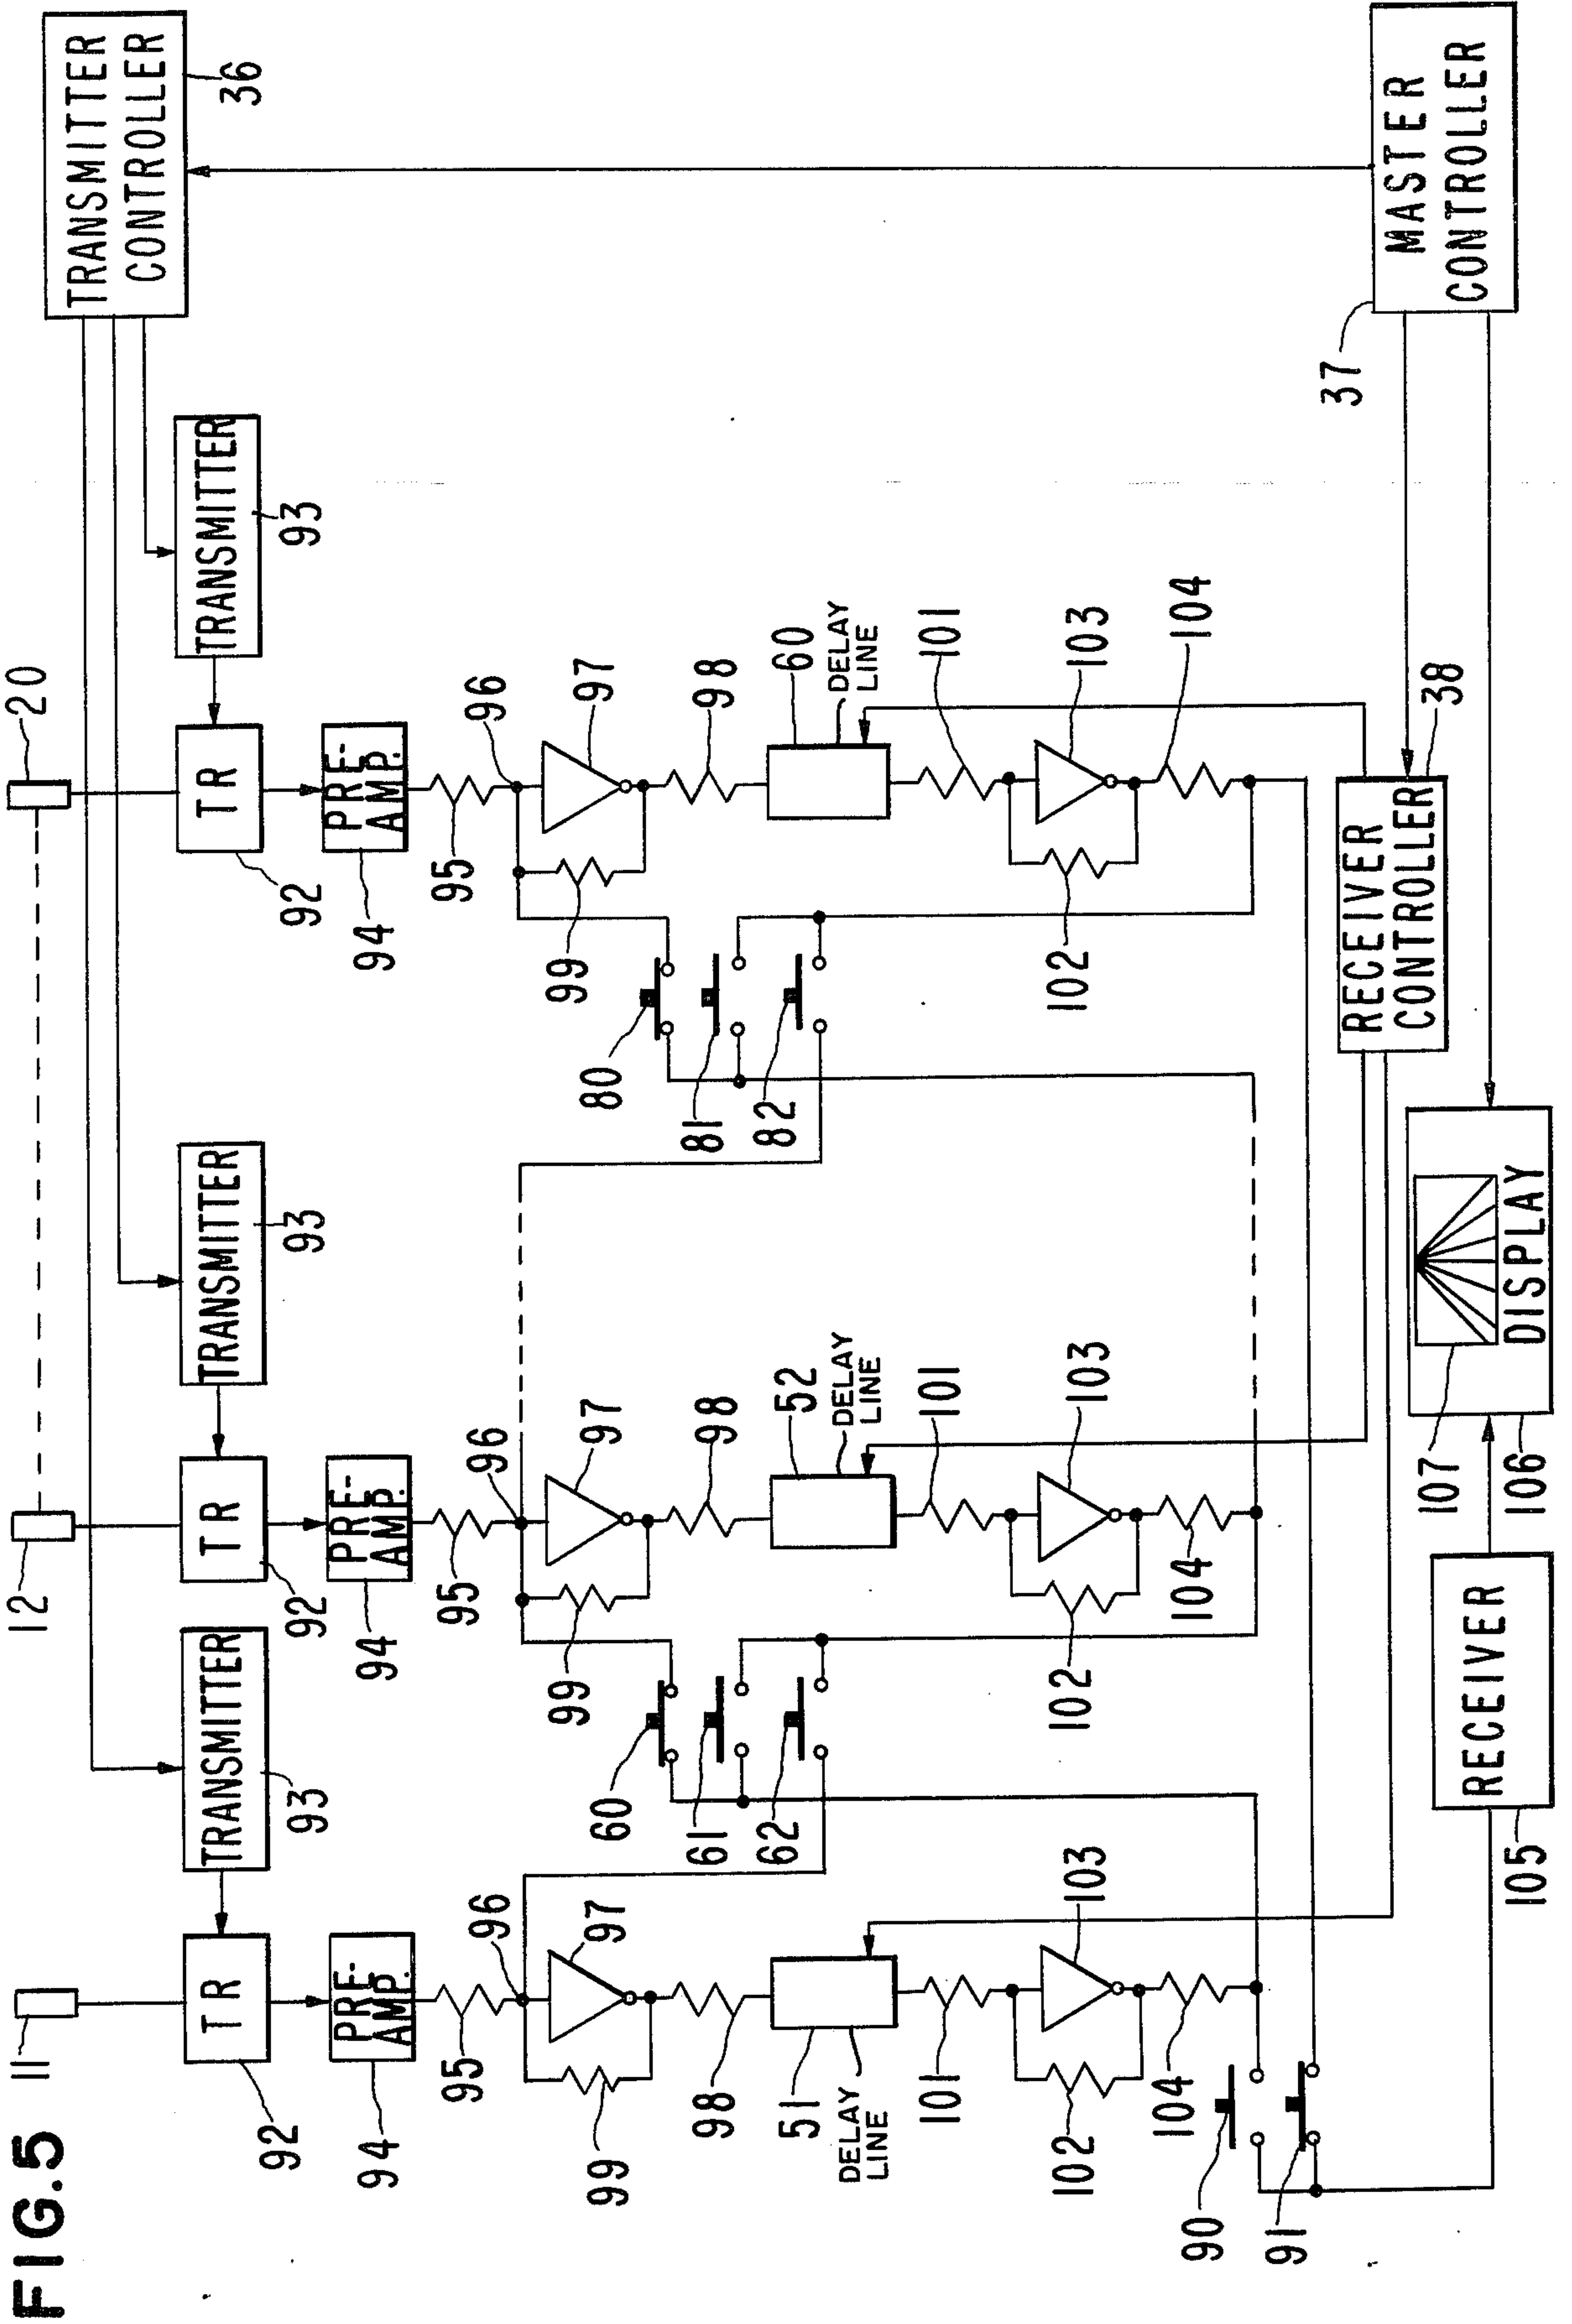 FIG.5
11
12
20
TRANSMITTER
CONTROLLER
36
TR
92
TRANSMITTER
93
TR
92
TRANSMITTER
93
TR
92
TRANSMITTER
93
PRE-
AMP.
94
PRE-
AMP.
94
PRE-
AMP.
94
95
96
97
98
99
95
96
97
98
99
95
96
97
98
99
60
61
62
80
81
82
51
DELAY
LINE
52
DELAY
LINE
60
DELAY
LINE
101
102
103
104
101
102
103
104
101
102
103
104
90
91
RECEIVER
CONTROLLER
38
RECEIVER
105
DISPLAY
106
107
MASTER
CONTROLLER
37